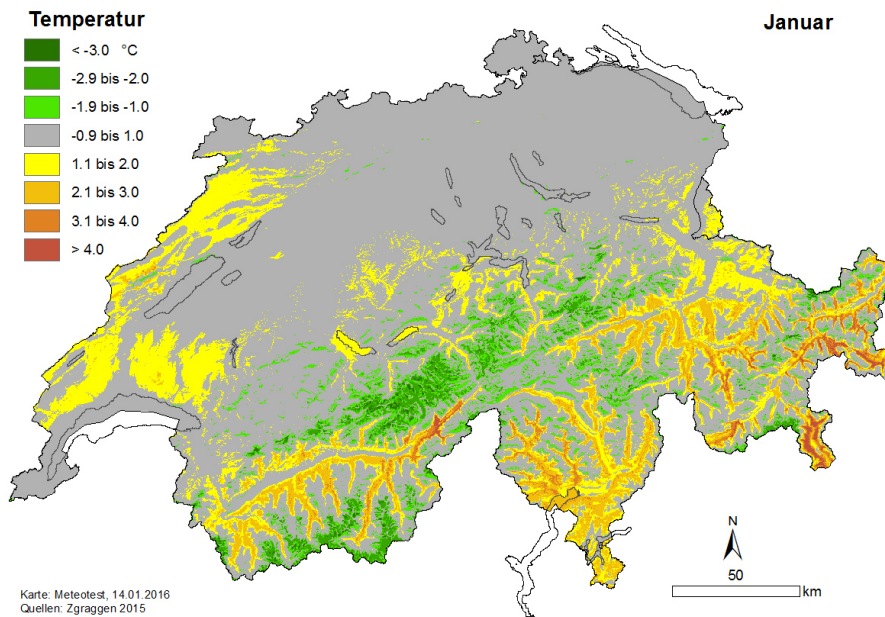 Temperatur
< -3.0 °C
-2.9 bis -2.0
-1.9 bis -1.0
-0.9 bis 1.0
1.1 bis 2.0
2.1 bis 3.0
3.1 bis 4.0
> 4.0
Januar
N
50
km
Karte: Meteotest, 14.01.2016
Quellen: Zgraggen 2015